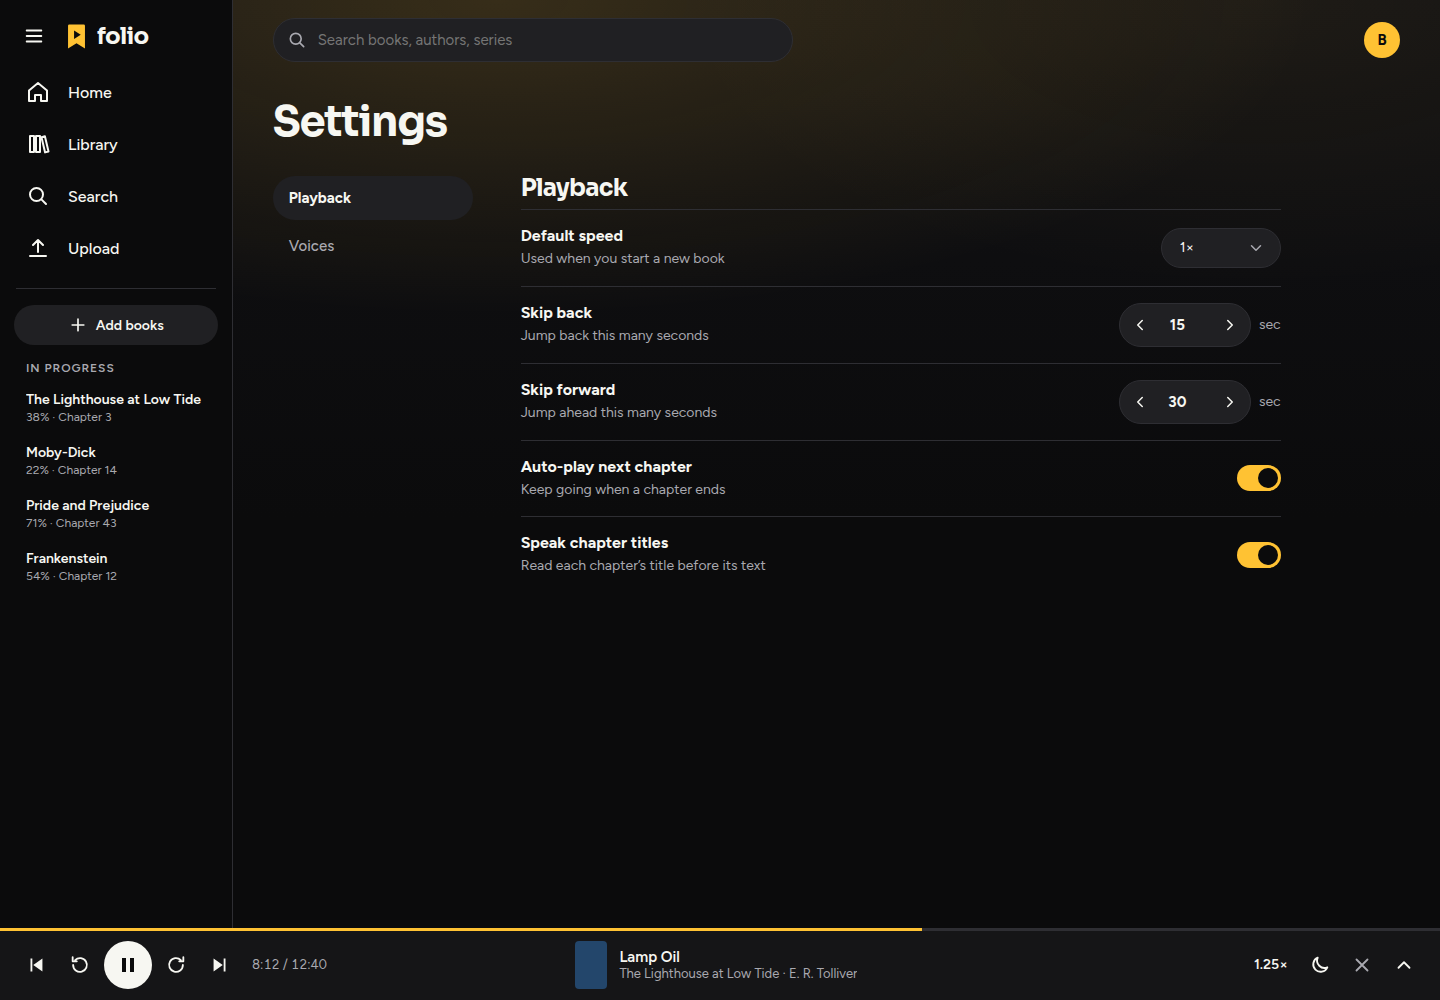 folio
Home
Library
Search
Upload
Add books
IN PROGRESS
The Lighthouse at Low Tide
38% · Chapter 3
Moby-Dick
22% · Chapter 14
Pride and Prejudice
71% · Chapter 43
Frankenstein
54% · Chapter 12
Search books, authors, series
B
Settings
Playback
Voices
Playback
Default speed
Used when you start a new book
1×
Skip back
Jump back this many seconds
15 sec
Skip forward
Jump ahead this many seconds
30 sec
Auto-play next chapter
Keep going when a chapter ends
Speak chapter titles
Read each chapter’s title before its text
8:12 / 12:40
Lamp Oil
The Lighthouse at Low Tide · E. R. Tolliver
1.25×